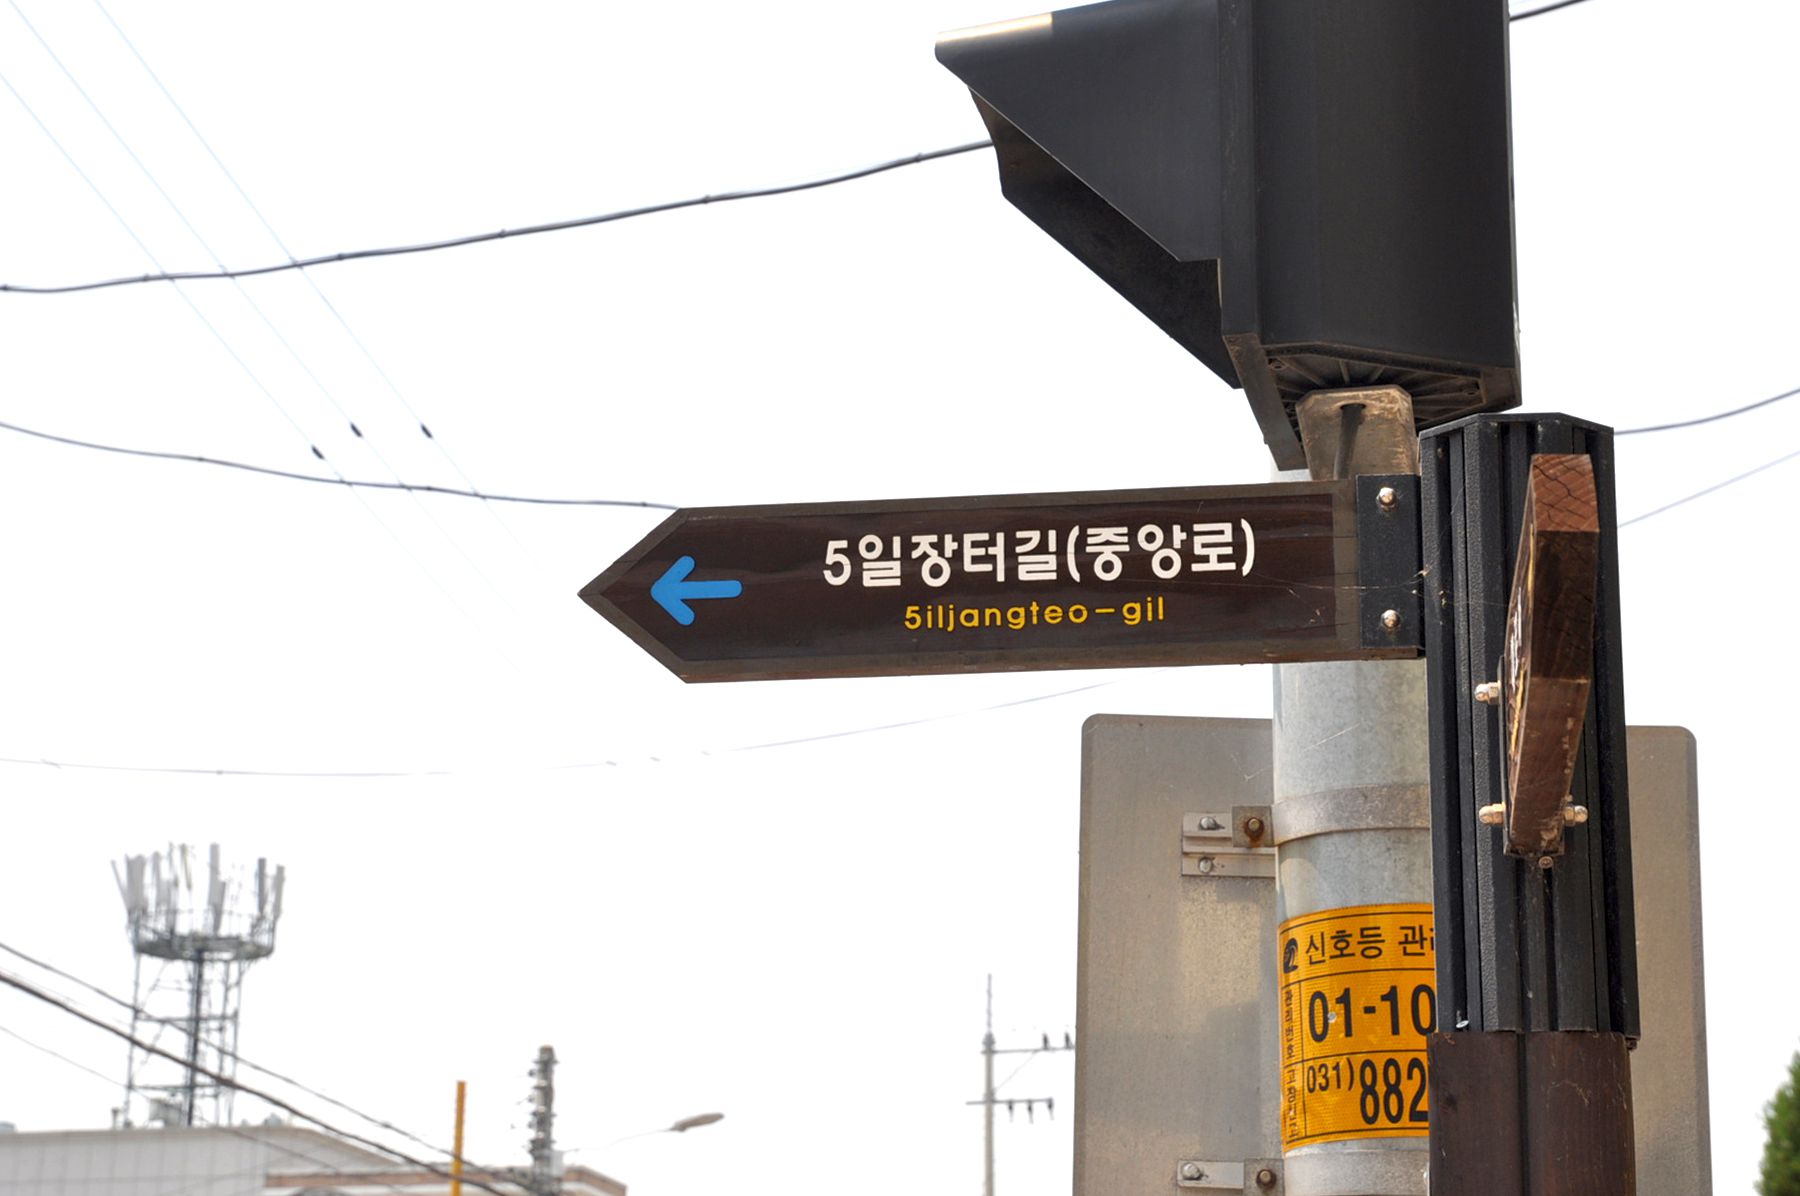 5일장터길(중앙로)
5iljangteo-gil
신호등 관
01-10
031)882